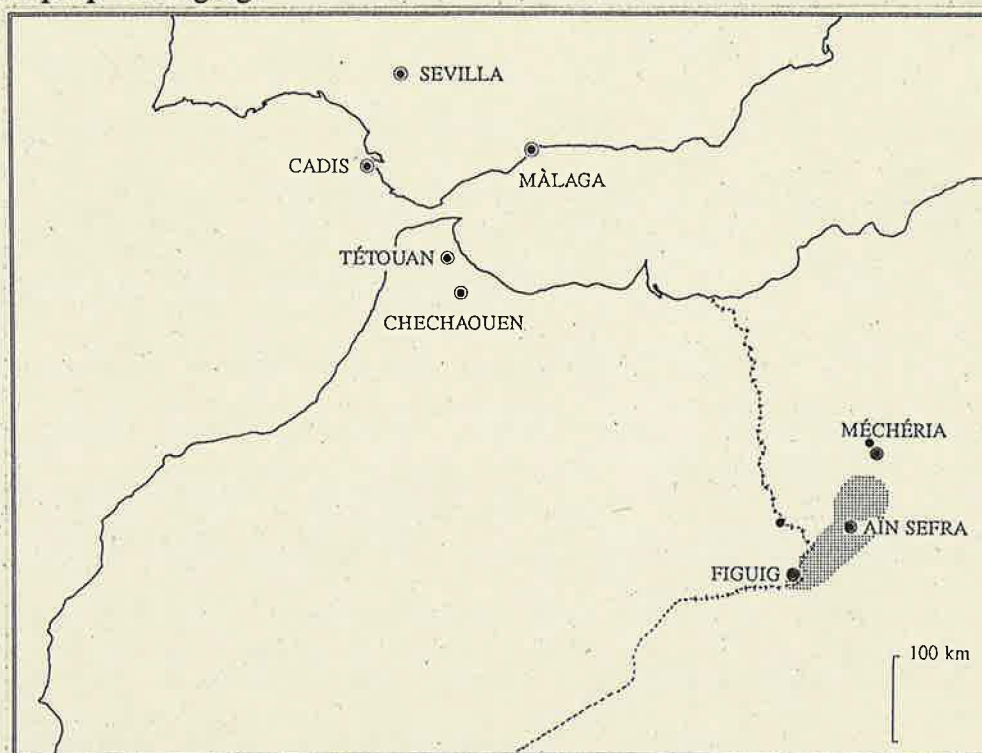 SEVILLA
CADIS
MÀLAGA
TÉTOUAN
CHECHAOUEN
MÉCHÉRIA
AÏN SEFRA
FIGUIG
100 km